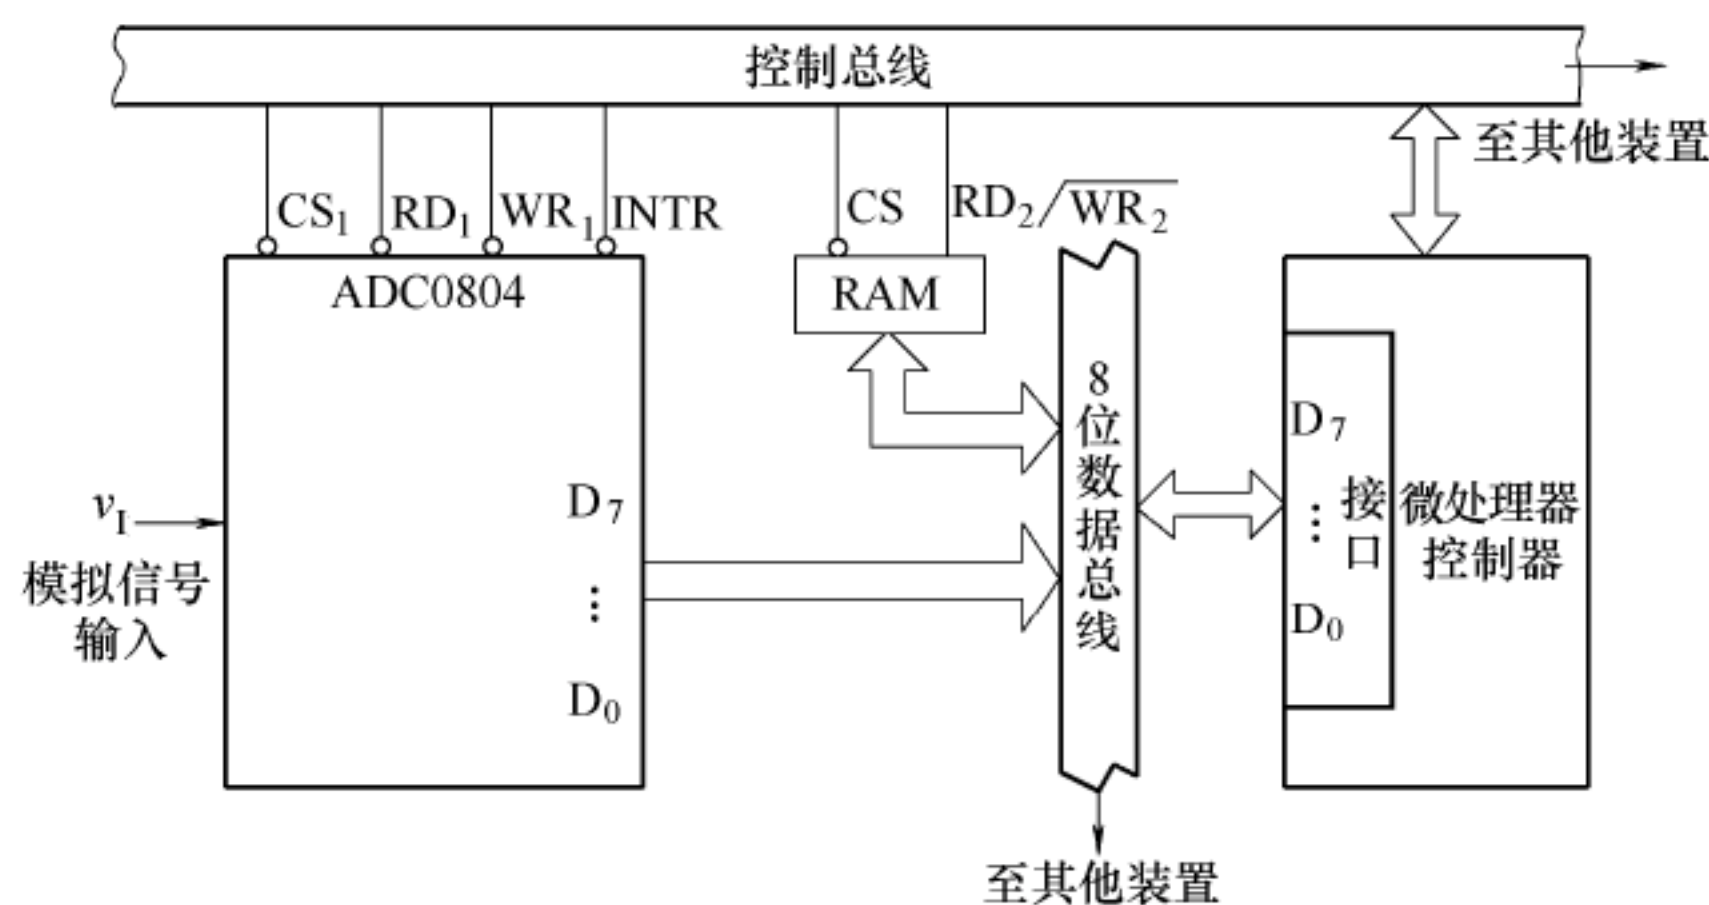 控制总线
至其他装置
CS₁
RD₁
WR₁
INTR
CS
RD₂/W̅R̅₂
ADC0804
RAM
8位数据总线
D₇
⋮
D₀
接口
微处理器
控制器
v_I
模拟信号
输入
D₇
⋮
D₀
至其他装置